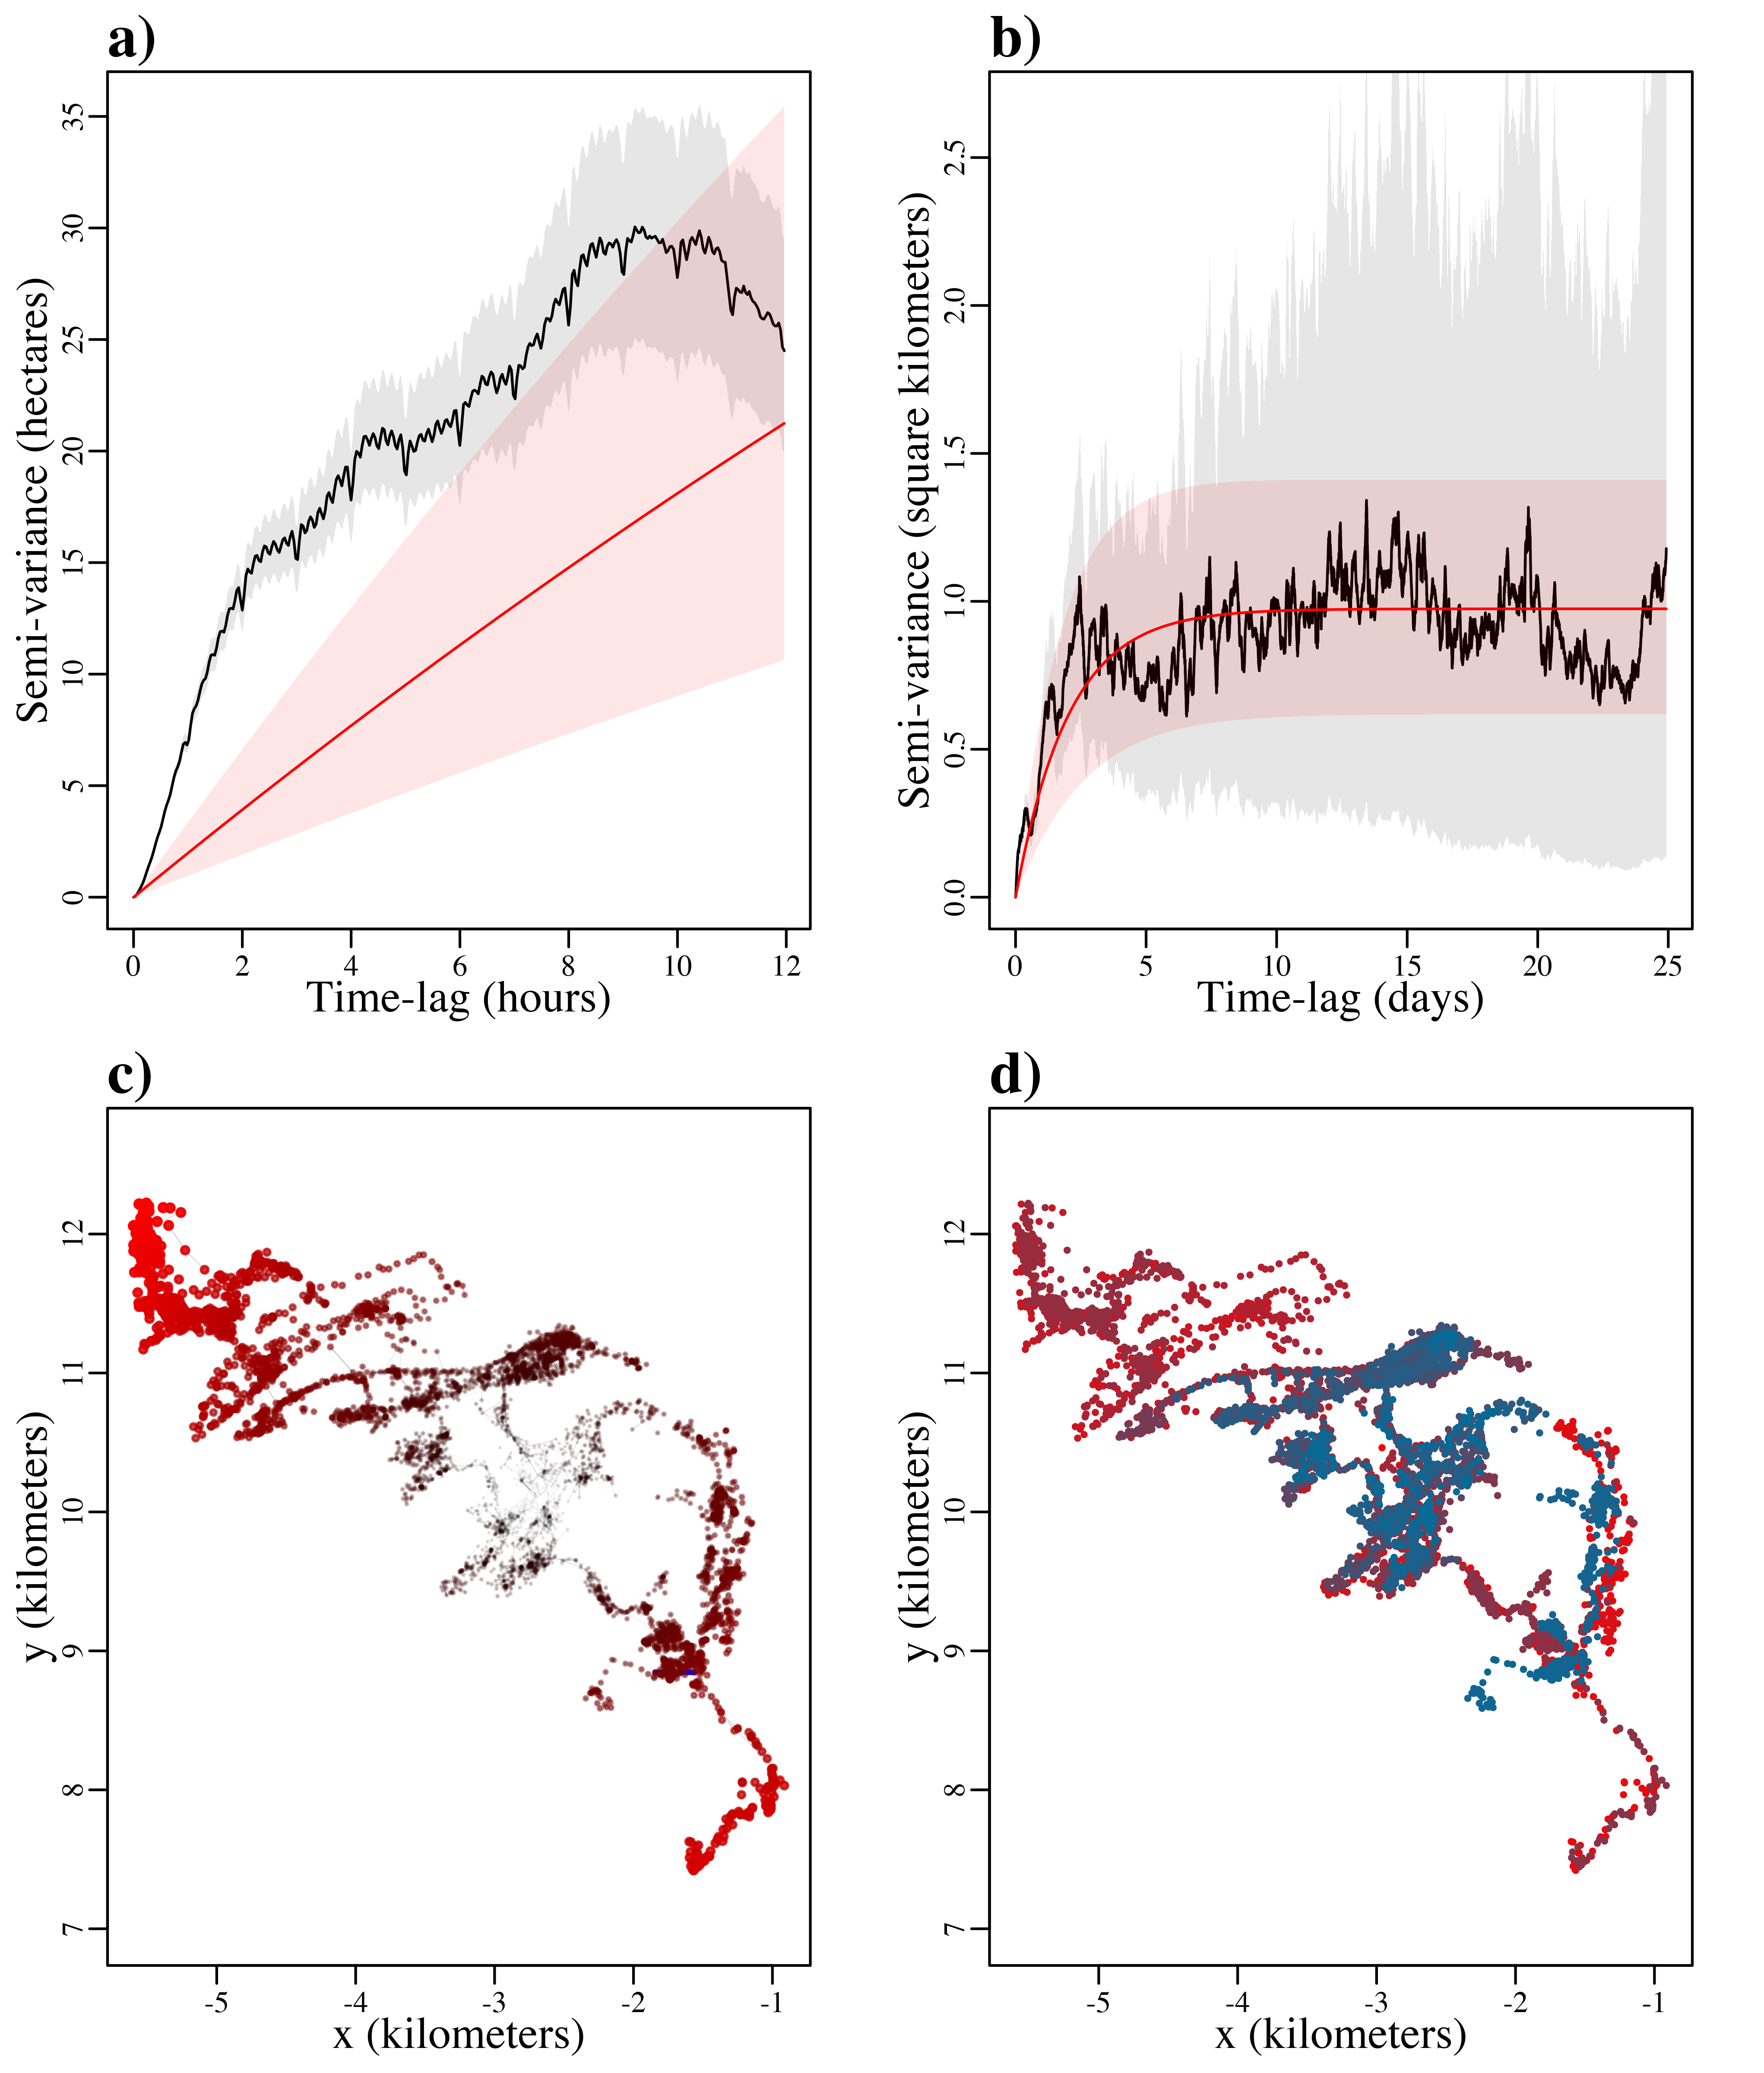 a)
Semi-variance (hectares)
35
30
25
20
15
10
5
0
0 2 4 6 8 10 12
Time-lag (hours)
b)
Semi-variance (square kilometers)
2.5
2.0
1.5
1.0
0.5
0.0
0 5 10 15 20 25
Time-lag (days)
c)
y (kilometers)
12
11
10
9
8
7
-5 -4 -3 -2 -1
x (kilometers)
d)
y (kilometers)
12
11
10
9
8
7
-5 -4 -3 -2 -1
x (kilometers)